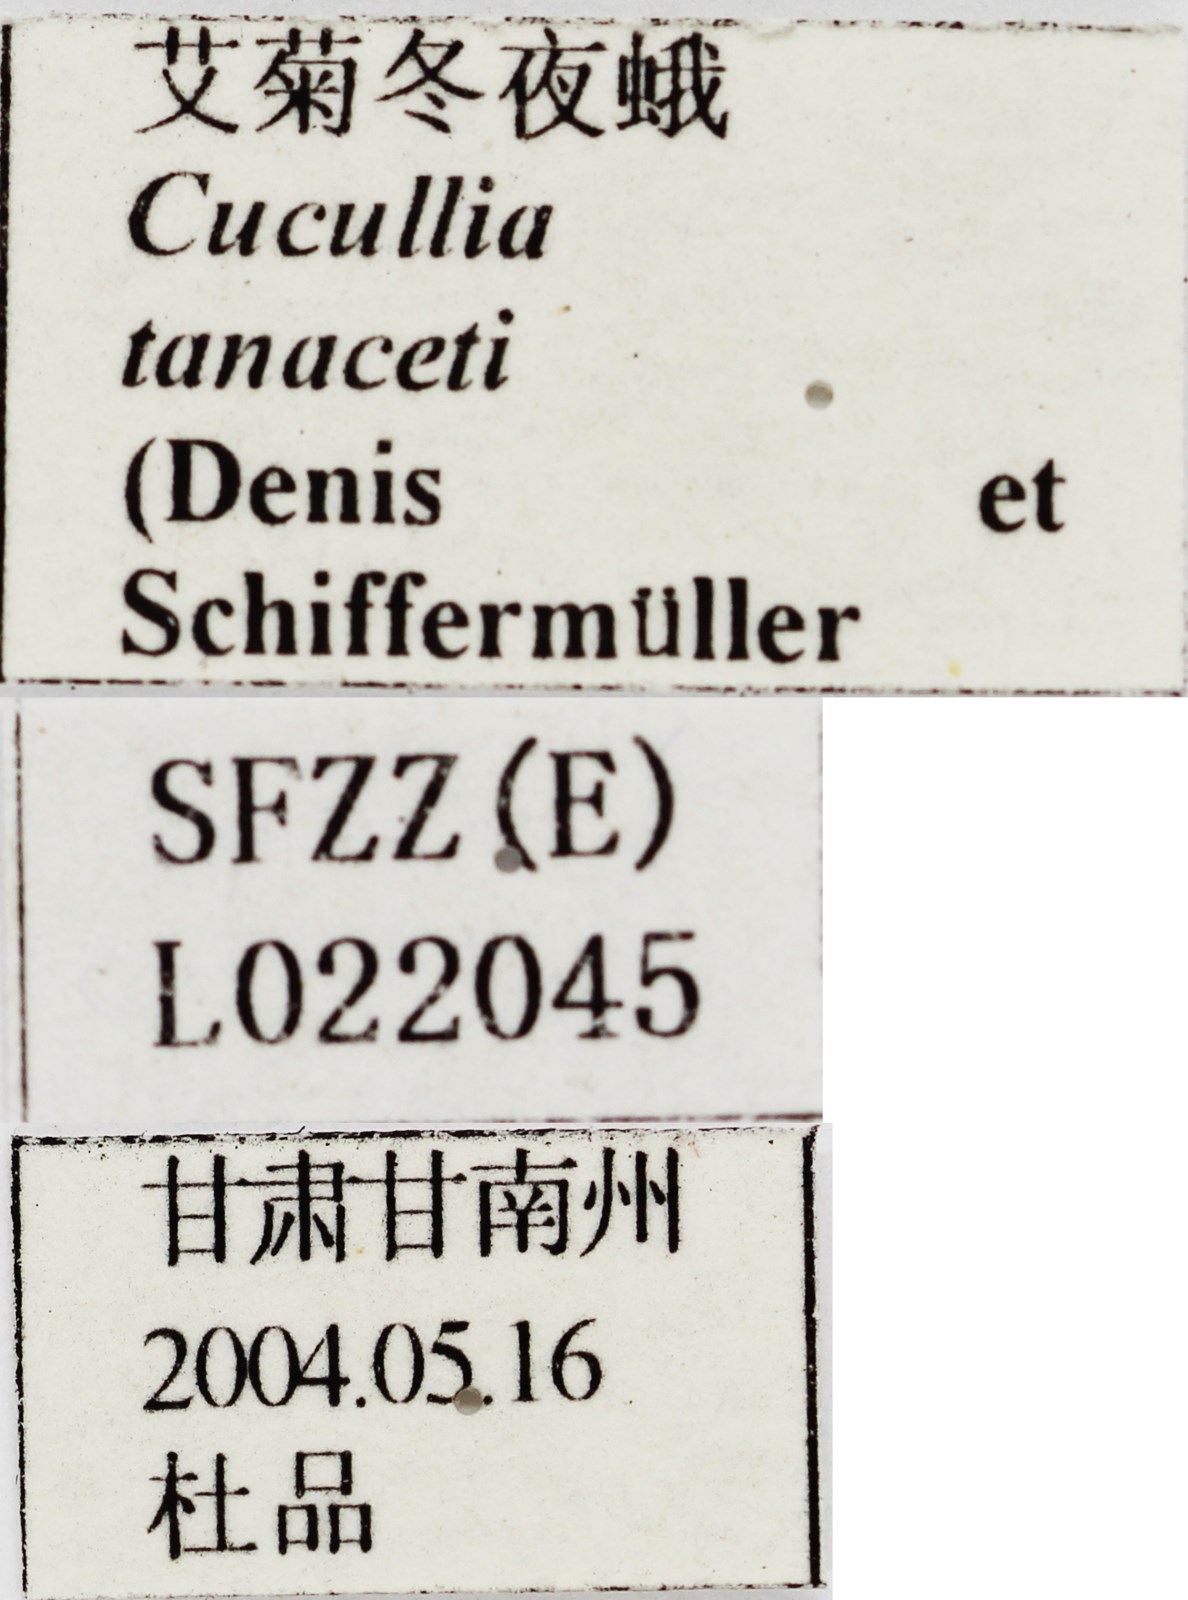 艾菊冬夜蛾
Cucullia
tanaceti
(Denis et
Schiffermüller
SFZZ(E)
L022045
甘肃甘南州
2004.05.16
杜品